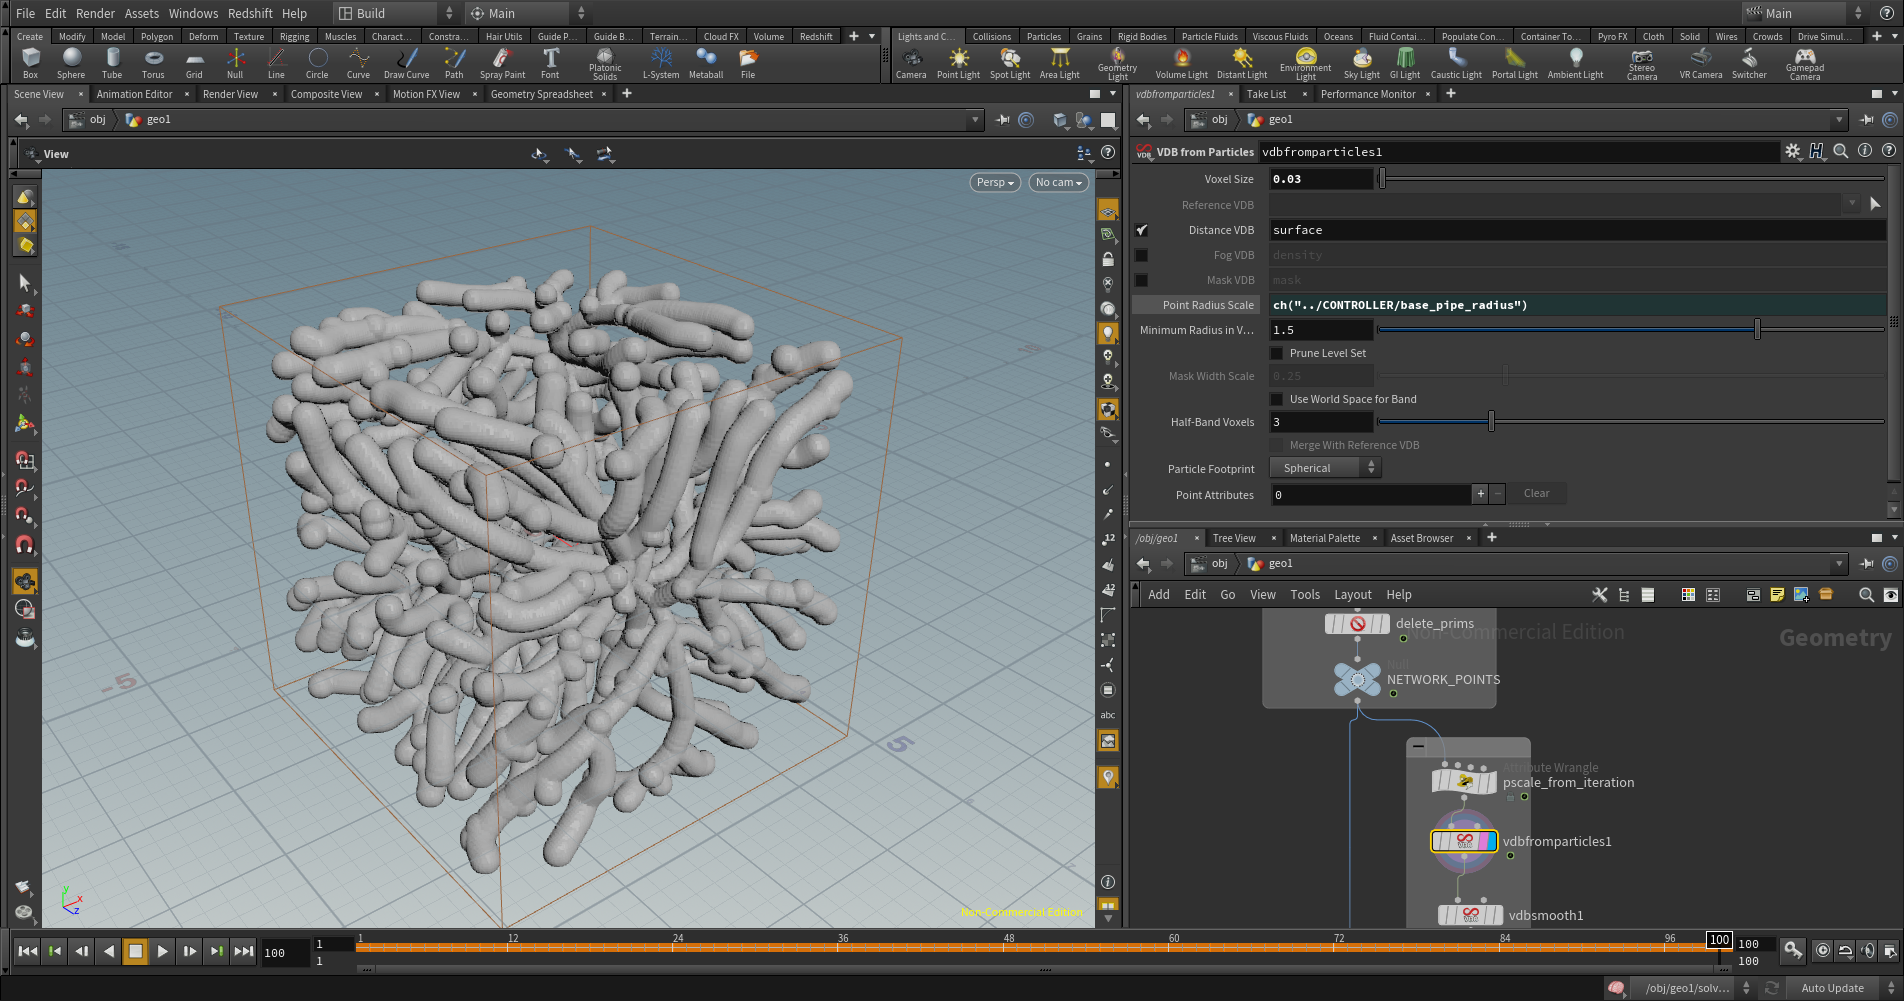 File Edit Render Assets Windows Redshift Help Build Main Main
Create Modify Model Polygon Deform Texture Rigging Muscles Charact... Constra... Hair Utils Guide P... Guide B... Terrain... Cloud FX Volume Redshift
Lights and C... Collisions Particles Grains Rigid Bodies Particle Fluids Viscous Fluids Oceans Fluid Contai... Populate Con... Container To... Pyro FX Cloth Solid Wires Crowds Drive Simul...
Box Sphere Tube Torus Grid Null Line Circle Curve Draw Curve Path Spray Paint Font Platonic Solids L-System Metaball File
Camera Point Light Spot Light Area Light Geometry Light Volume Light Distant Light Environment Light Sky Light GI Light Caustic Light Portal Light Ambient Light Stereo Camera VR Camera Switcher Gamepad Camera
Scene View Animation Editor Render View Composite View Motion FX View Geometry Spreadsheet
vdbfromparticles1 Take List Performance Monitor
obj geo1
obj geo1
View
Persp No cam
VDB from Particles vdbfromparticles1
Voxel Size 0.03
Reference VDB
Distance VDB surface
Fog VDB density
Mask VDB mask
Point Radius Scale ch("../CONTROLLER/base_pipe_radius")
Minimum Radius in V... 1.5
Prune Level Set
Mask Width Scale 0.25
Use World Space for Band
Half-Band Voxels 3
Merge With Reference VDB
Particle Footprint Spherical
Point Attributes 0 + - Clear
/obj/geo1 Tree View Material Palette Asset Browser
obj geo1
Add Edit Go View Tools Layout Help
Non-Commercial Edition Geometry
delete_prims
Null
NETWORK_POINTS
Attribute Wrangle
pscale_from_iteration
vdbfromparticles1
vdbsmooth1
-5
5
12
12
abc
y x z
Non-Commercial Edition
100 1 1
1 12 24 36 48 60 72 84 96 100
100
100
/obj/geo1/solv... Auto Update